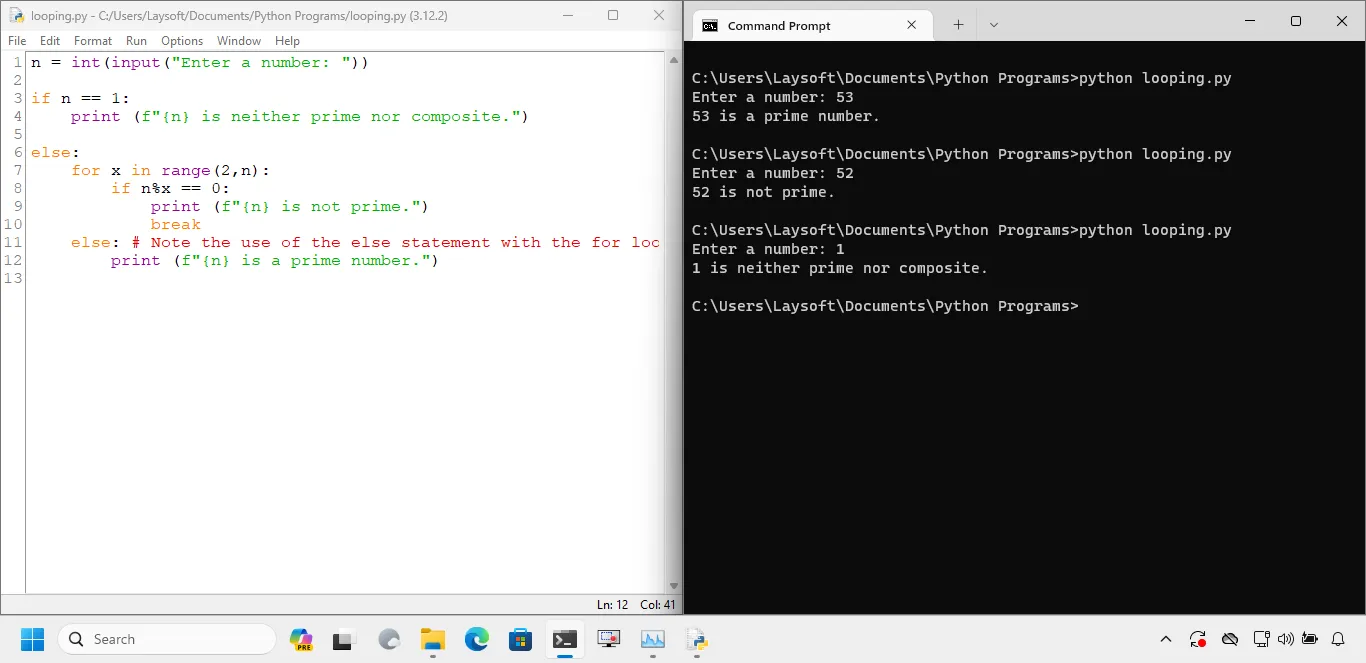 looping.py - C:/Users/Laysoft/Documents/Python Programs/looping.py (3.12.2)
File Edit Format Run Options Window Help
1 n = int(input("Enter a number: "))
2
3 if n == 1:
4     print (f"{n} is neither prime nor composite.")
5
6 else:
7     for x in range(2,n):
8         if n%x == 0:
9             print (f"{n} is not prime.")
10             break
11     else: # Note the use of the else statement with the for loo
12         print (f"{n} is a prime number.")
13
Ln: 12 Col: 41
Command Prompt
C:\Users\Laysoft\Documents\Python Programs>python looping.py
Enter a number: 53
53 is a prime number.
C:\Users\Laysoft\Documents\Python Programs>python looping.py
Enter a number: 52
52 is not prime.
C:\Users\Laysoft\Documents\Python Programs>python looping.py
Enter a number: 1
1 is neither prime nor composite.
C:\Users\Laysoft\Documents\Python Programs>
Search
PRE